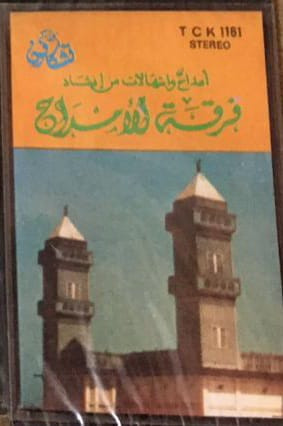 T C K 1161
STEREO
أمداح وابتهالات من إنشاد
فرقة الأمداح